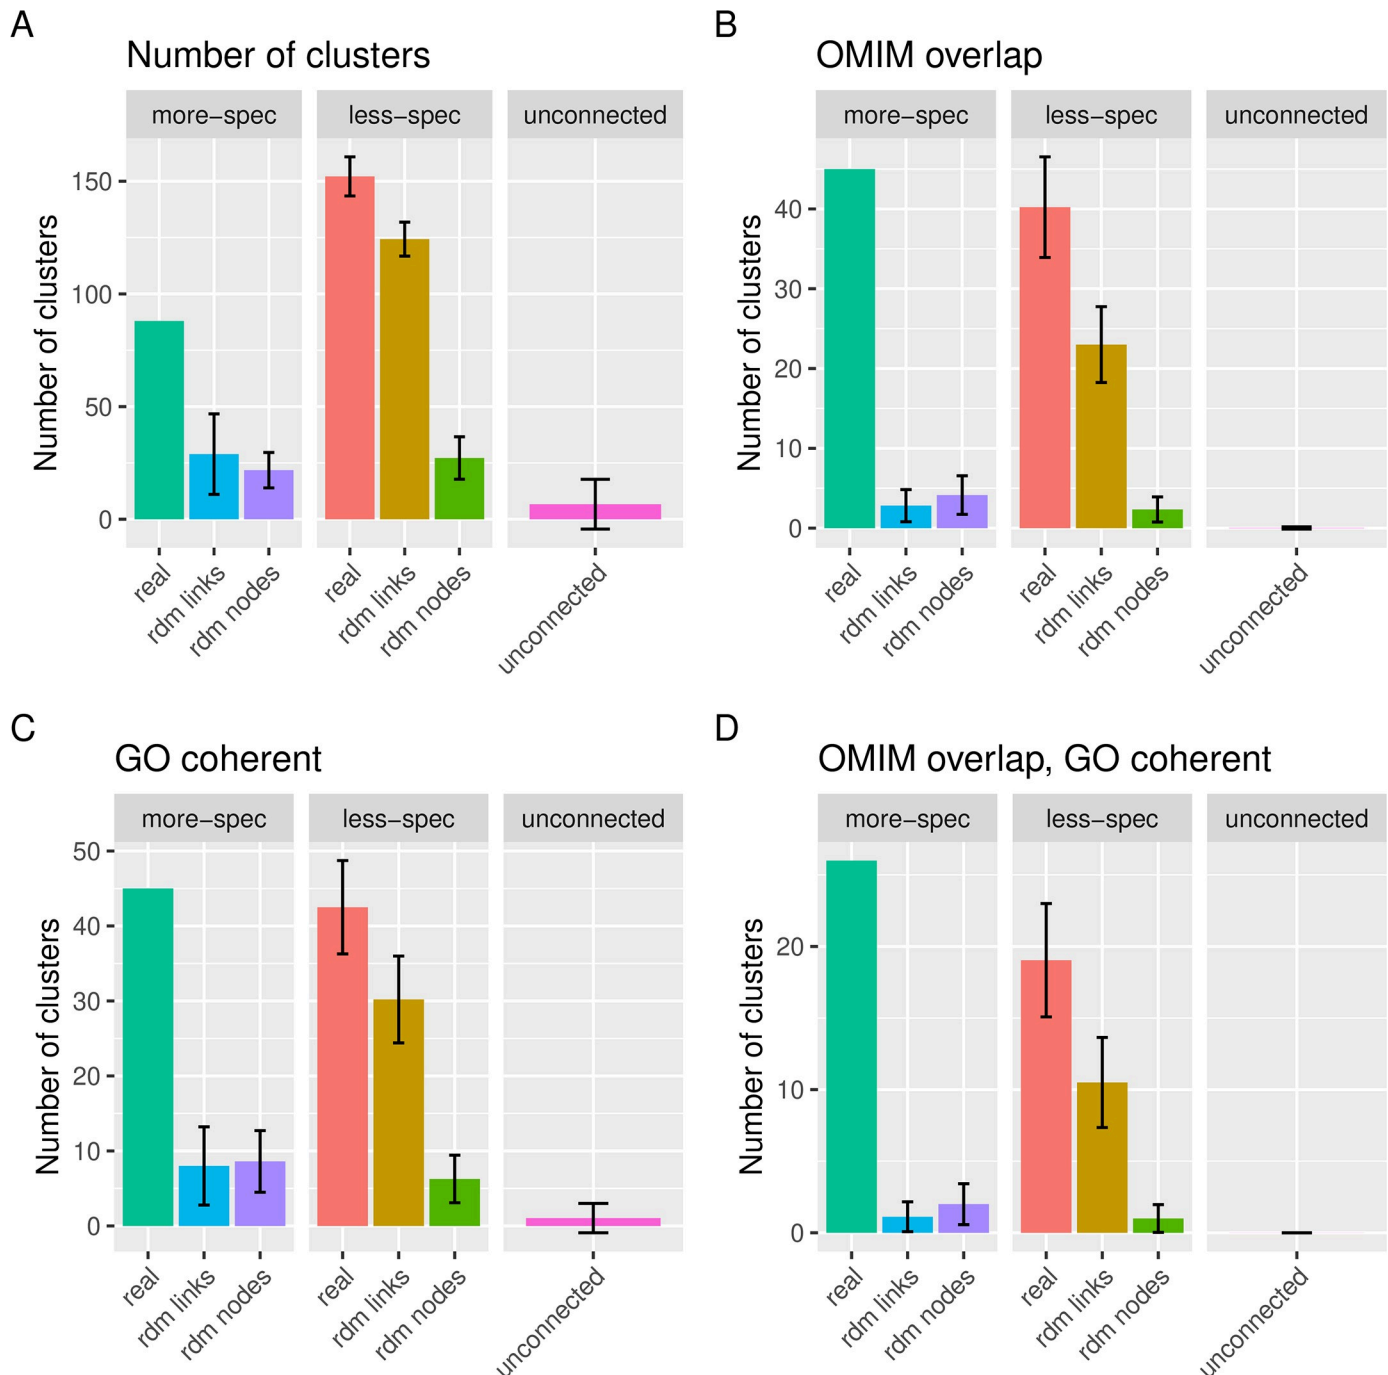 A
Number of clusters
more−spec
less−spec
unconnected
Number of clusters
150
100
50
0
real
rdm links
rdm nodes
real
rdm links
rdm nodes
unconnected
B
OMIM overlap
more−spec
less−spec
unconnected
Number of clusters
40
30
20
10
0
real
rdm links
rdm nodes
real
rdm links
rdm nodes
unconnected
C
GO coherent
more−spec
less−spec
unconnected
Number of clusters
50
40
30
20
10
0
real
rdm links
rdm nodes
real
rdm links
rdm nodes
unconnected
D
OMIM overlap, GO coherent
more−spec
less−spec
unconnected
Number of clusters
20
10
0
real
rdm links
rdm nodes
real
rdm links
rdm nodes
unconnected